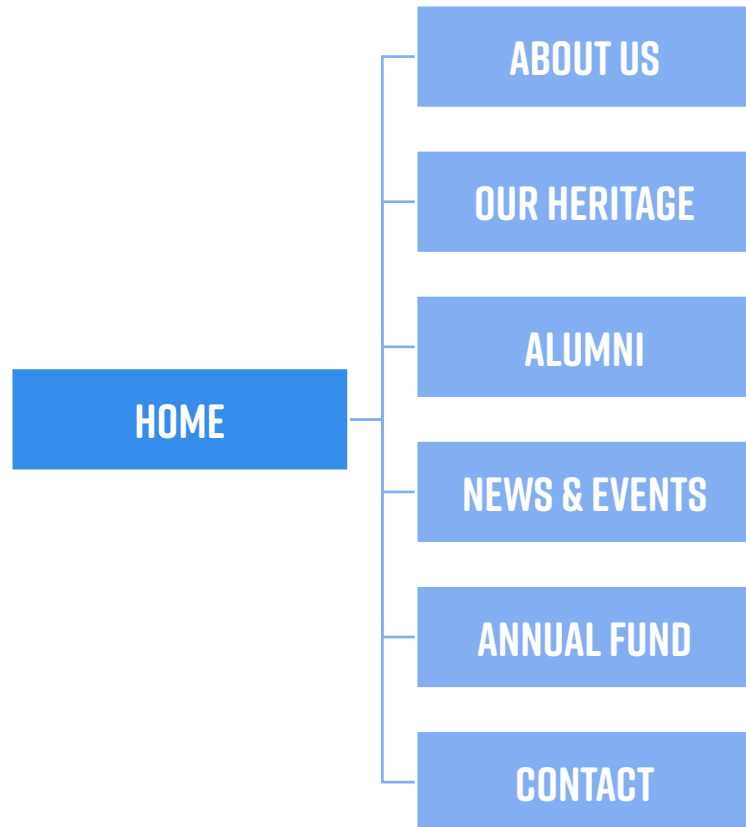 ABOUT US
OUR HERITAGE
ALUMNI
HOME
NEWS & EVENTS
ANNUAL FUND
CONTACT